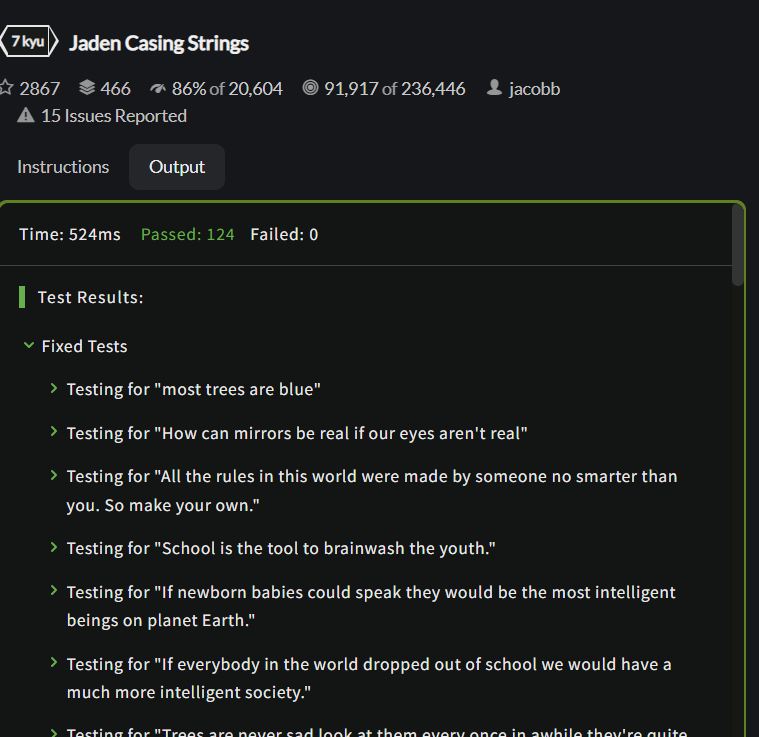 7 kyu Jaden Casing Strings
2867 466 86% of 20,604 91,917 of 236,446 jacobb
15 Issues Reported
Instructions Output
Time: 524ms Passed: 124 Failed: 0
Test Results:
Fixed Tests
Testing for "most trees are blue"
Testing for "How can mirrors be real if our eyes aren't real"
Testing for "All the rules in this world were made by someone no smarter than
you. So make your own."
Testing for "School is the tool to brainwash the youth."
Testing for "If newborn babies could speak they would be the most intelligent
beings on planet Earth."
Testing for "If everybody in the world dropped out of school we would have a
much more intelligent society."
Testing for "Trees are never sad look at them every once in awhile they're quite